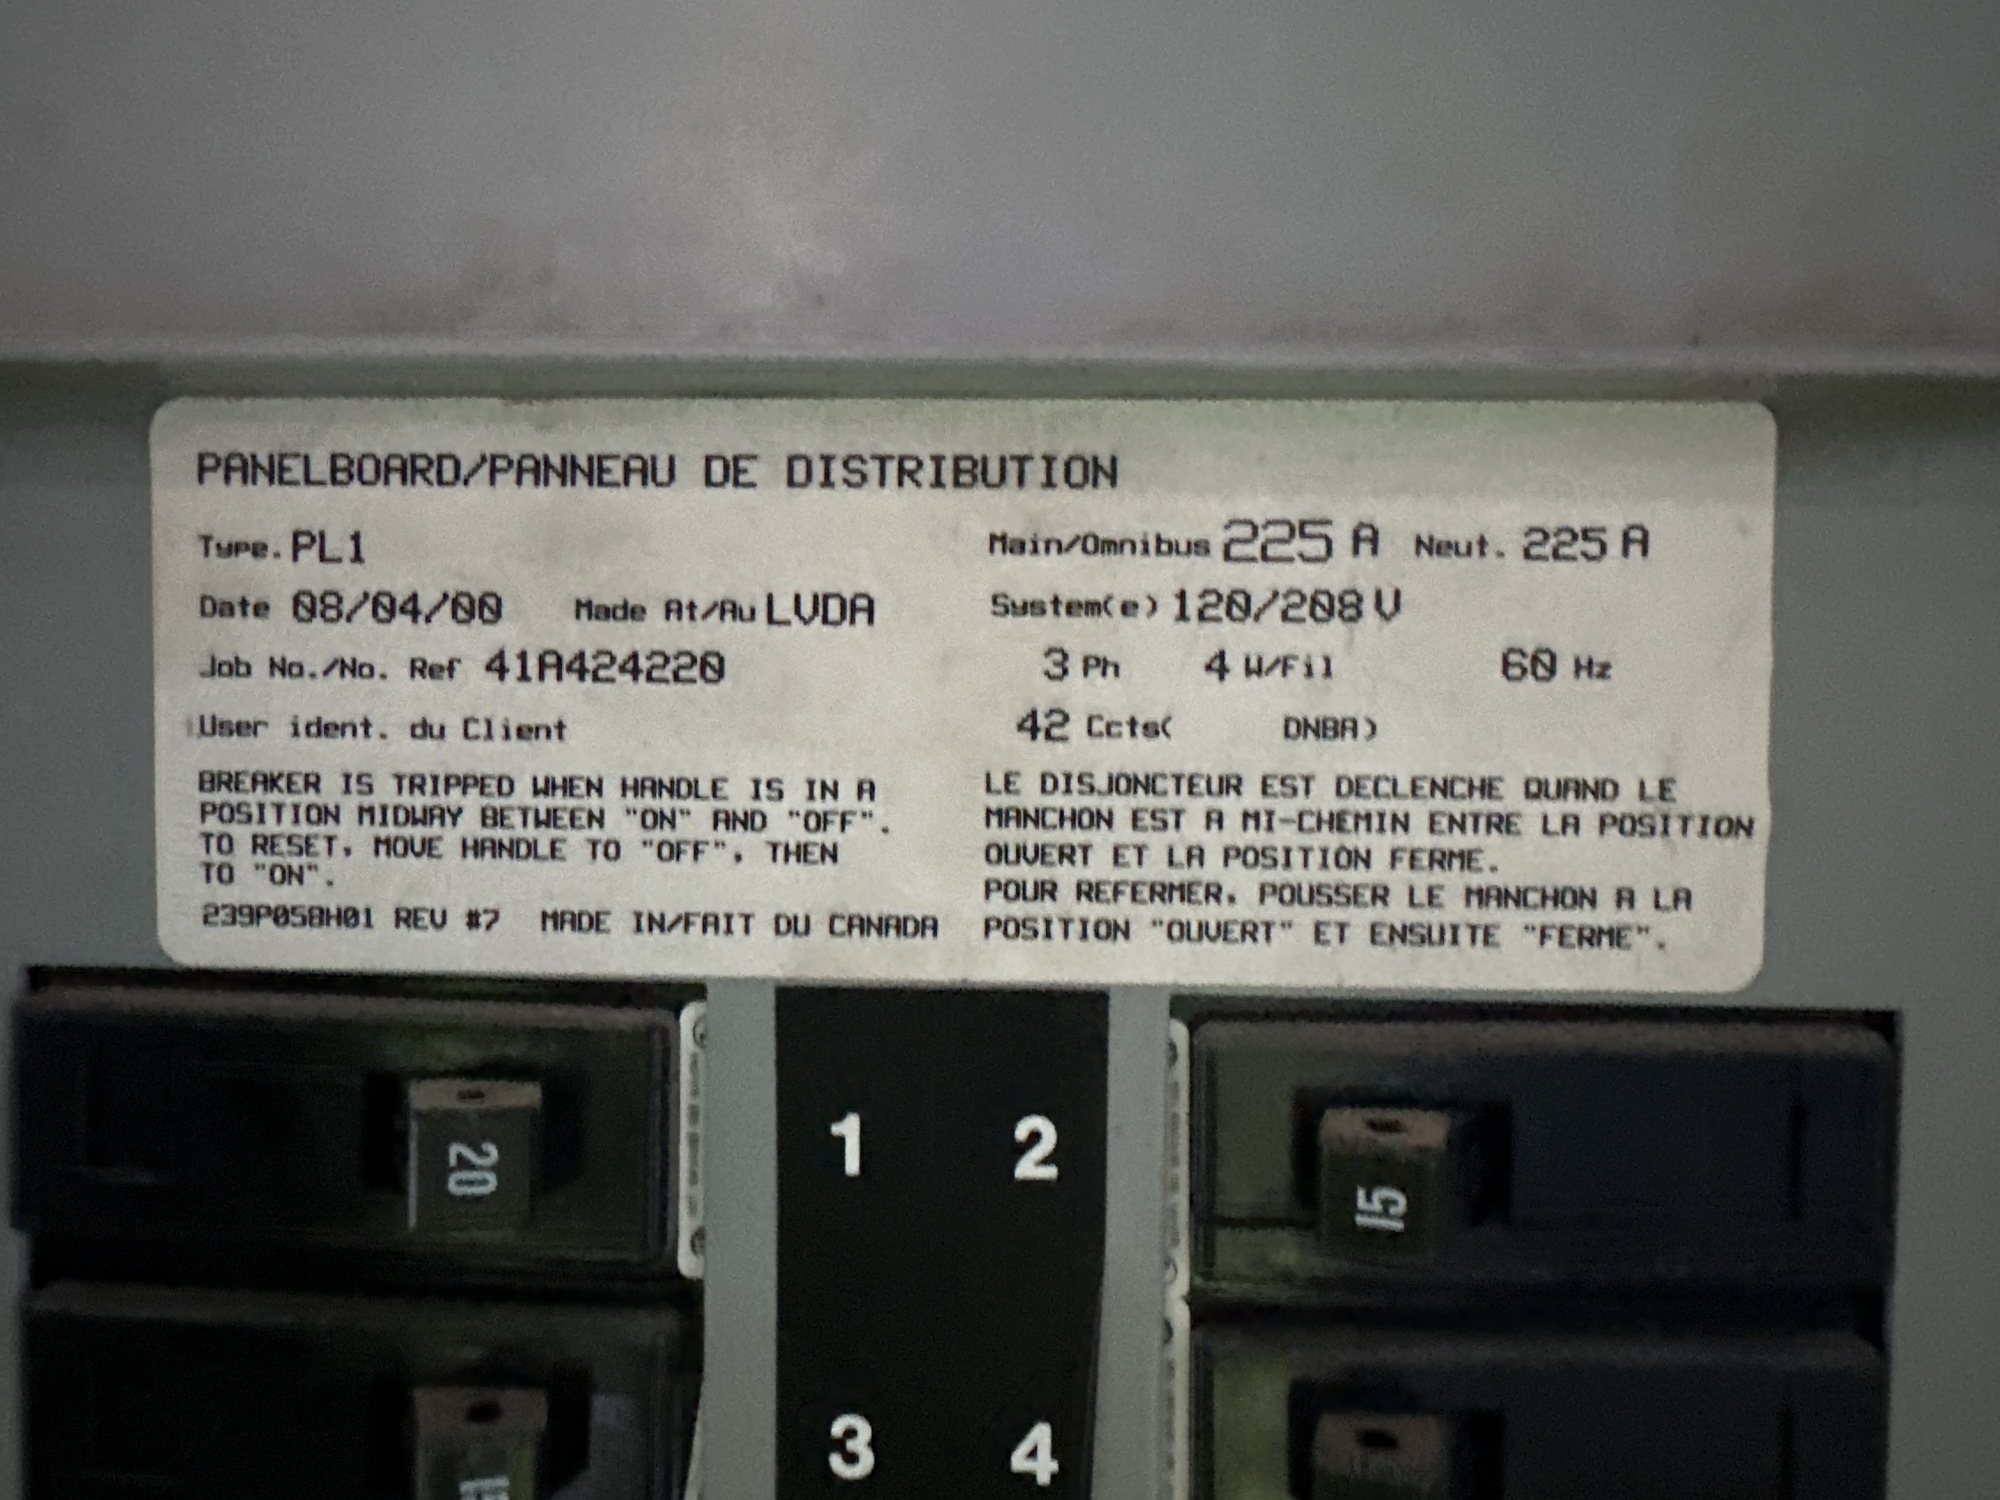 PANELBOARD/PANNEAU DE DISTRIBUTION
Type. PL1
Date 08/04/00 Made At/Au LVDA
Job No./No. Ref 41A424220
User ident. du Client
Main/Omnibus 225 A Neut. 225 A
System(e) 120/208 V
3 Ph 4 W/Fil 60 Hz
42 Ccts( DNBA)
BREAKER IS TRIPPED WHEN HANDLE IS IN A
POSITION MIDWAY BETWEEN "ON" AND "OFF".
TO RESET, MOVE HANDLE TO "OFF", THEN
TO "ON".
239P058H01 REV #7 MADE IN/FAIT DU CANADA
LE DISJONCTEUR EST DECLENCHE QUAND LE
MANCHON EST A MI-CHEMIN ENTRE LA POSITION
OUVERT ET LA POSITION FERME.
POUR REFERMER, POUSSER LE MANCHON A LA
POSITION "OUVERT" ET ENSUITE "FERME".
20
1 2
15
3 4